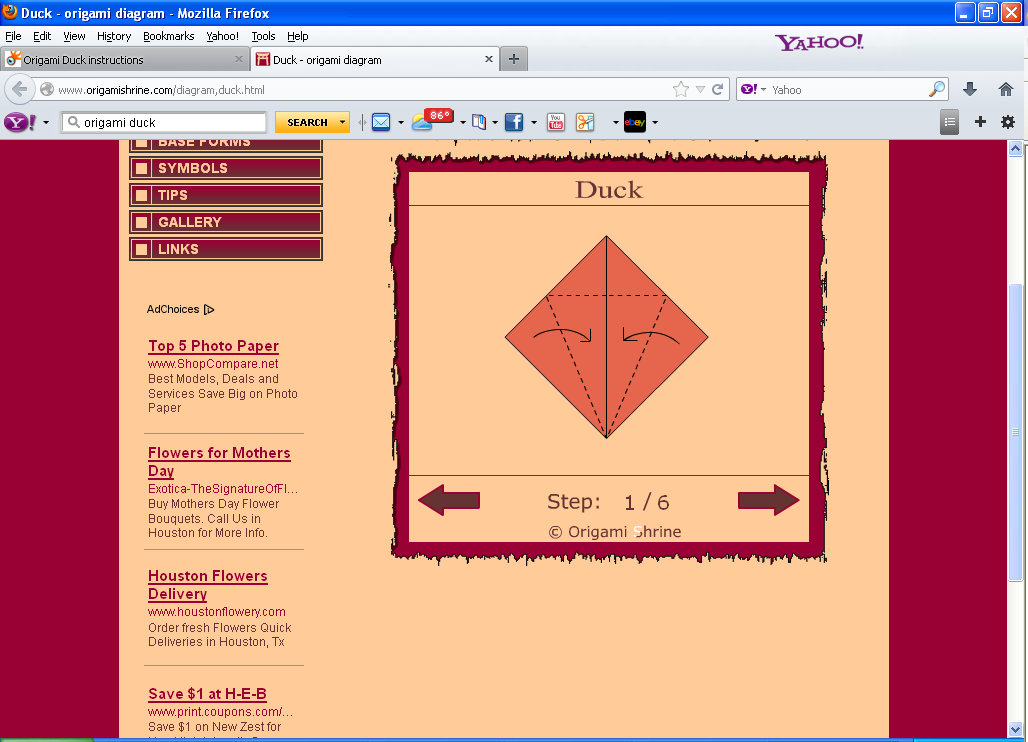 Duck - origami diagram - Mozilla Firefox
File Edit View History Bookmarks Yahoo! Tools Help
YAHOO!
Origami Duck instructions
Duck - origami diagram
www.origamishrine.com/diagram,duck.html
Y! Yahoo
Y! origami duck SEARCH 86° f You Tube ebay
BASE FORMS
SYMBOLS
TIPS
GALLERY
LINKS
AdChoices
Top 5 Photo Paper
www.ShopCompare.net
Best Models, Deals and
Services Save Big on Photo
Paper
Flowers for Mothers
Day
Exotica-TheSignatureOfFl...
Buy Mothers Day Flower
Bouquets. Call Us in
Houston for More Info.
Houston Flowers
Delivery
www.houstonflowery.com
Order fresh Flowers Quick
Deliveries in Houston, Tx
Save $1 at H-E-B
www.print.coupons.com/...
Save $1 on New Zest for
Duck
Step: 1 / 6
© Origami Shrine